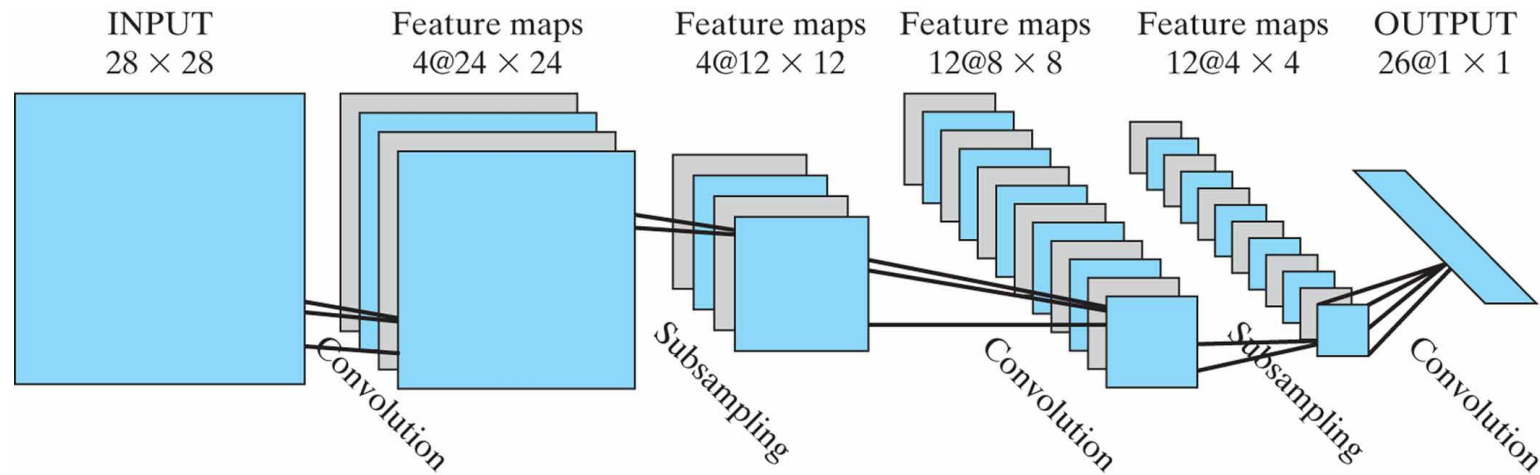 INPUT
28 × 28
Feature maps
4@24 × 24
Feature maps
4@12 × 12
Feature maps
12@8 × 8
Feature maps
12@4 × 4
OUTPUT
26@1 × 1
Convolution
Subsampling
Convolution
Subsampling
Convolution